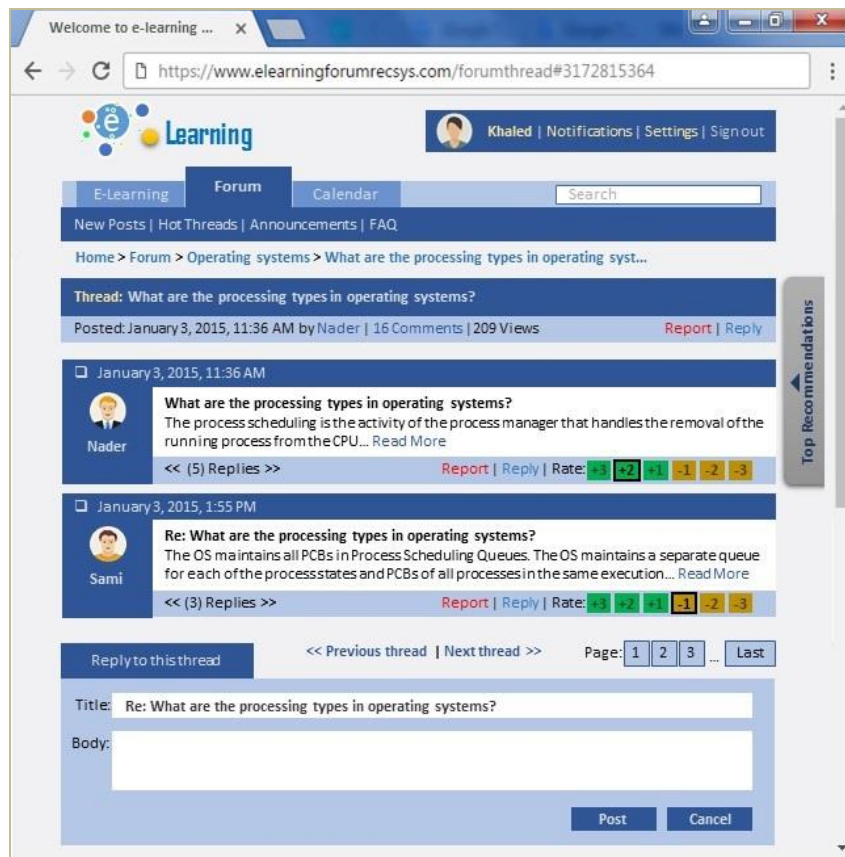 Welcome to e-learning ...
https://www.elearningforumrecsys.com/forumthread#3172815364
ë Learning
Khaled | Notifications | Settings | Sign out
E-Learning Forum Calendar Search
New Posts | Hot Threads | Announcements | FAQ
Home > Forum > Operating systems > What are the processing types in operating syst...
Thread: What are the processing types in operating systems?
Posted: January 3, 2015, 11:36 AM by Nader | 16 Comments | 209 Views Report | Reply
Top Recommendations
January 3, 2015, 11:36 AM
What are the processing types in operating systems?
The process scheduling is the activity of the process manager that handles the removal of the
running process from the CPU... Read More
Nader
<< (5) Replies >> Report | Reply | Rate: +3 +2 +1 -1 -2 -3
January 3, 2015, 1:55 PM
Re: What are the processing types in operating systems?
The OS maintains all PCBs in Process Scheduling Queues. The OS maintains a separate queue
for each of the process states and PCBs of all processes in the same execution... Read More
Sami
<< (3) Replies >> Report | Reply | Rate: +3 +2 +1 -1 -2 -3
Reply to this thread << Previous thread | Next thread >> Page: 1 2 3 ... Last
Title: Re: What are the processing types in operating systems?
Body:
Post Cancel